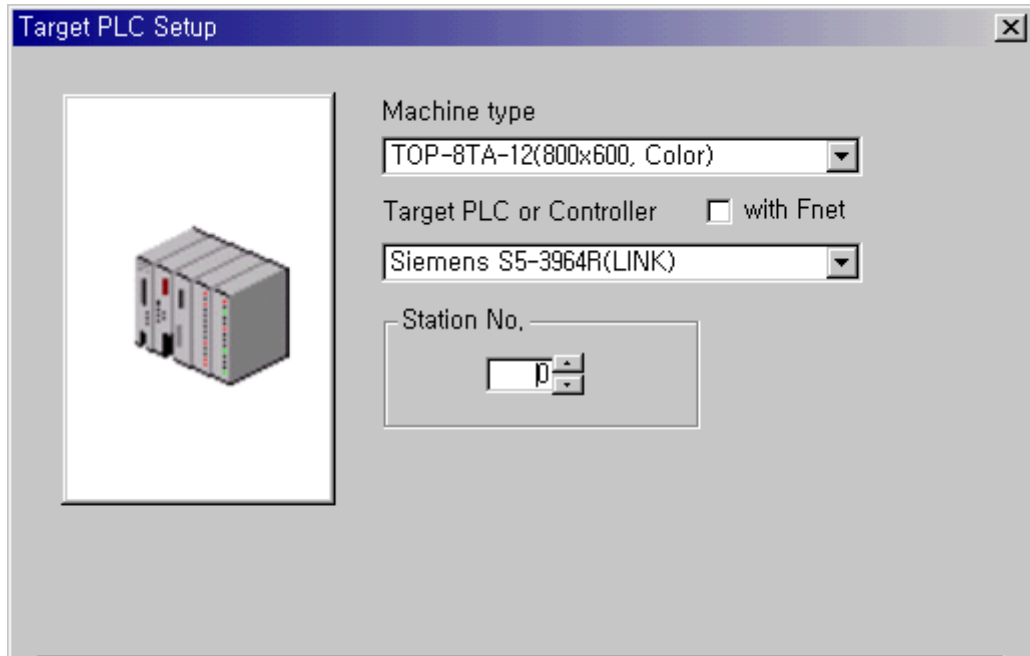 Target PLC Setup
Machine type
TOP-8TA-12(800x600, Color)
Target PLC or Controller
with Fnet
Siemens S5-3964R(LINK)
Station No.
0